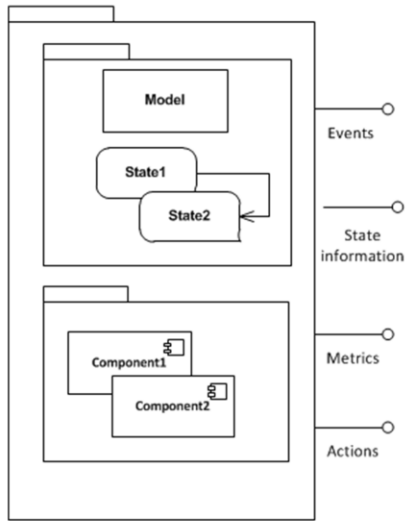 Model
State1
State2
Events
State
information
Component1
Component2
Metrics
Actions